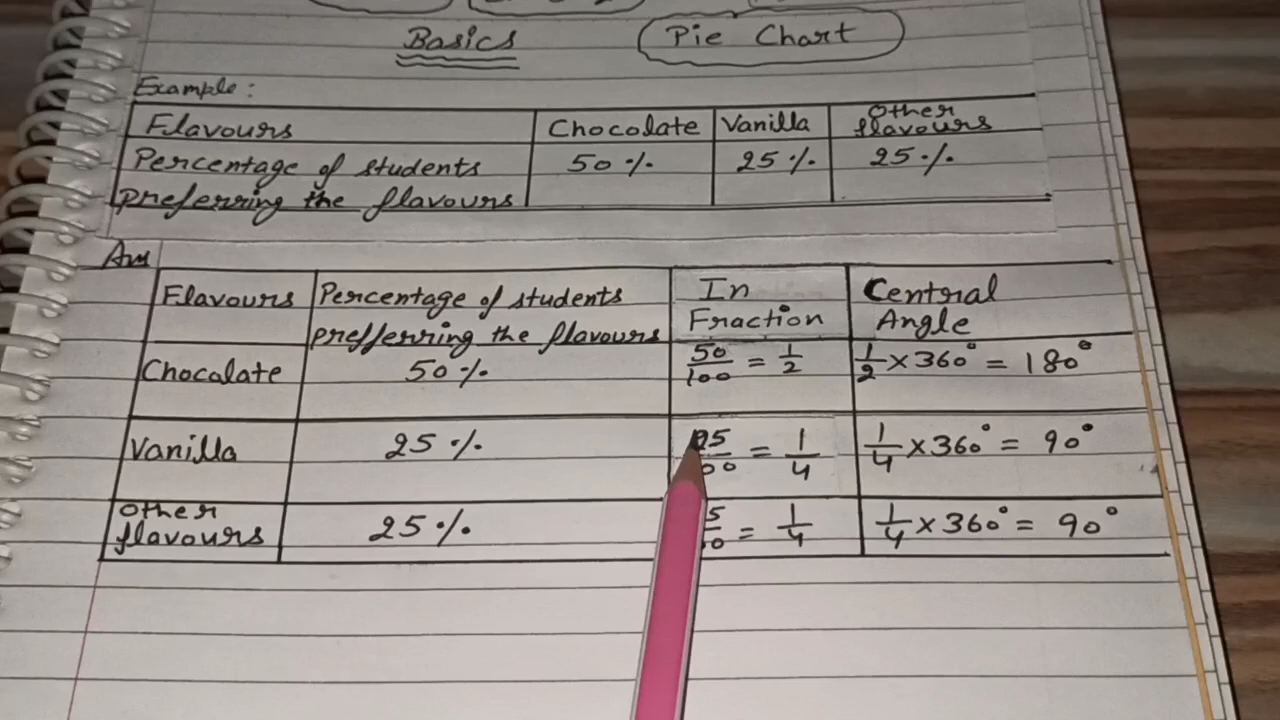 Basics
Pie Chart
Example:
Flavours Chocolate Vanilla Other flavours
Percentage of students preferring the flavours 50% 25% 25%
Ans
Flavours Percentage of students prefferring the flavours In Fraction Central Angle
Chocalate 50% 50/100 = 1/2 1/2 × 360° = 180°
Vanilla 25% = 1/4 1/4 × 360° = 90°
Other flavours 25% = 1/4 1/4 × 360° = 90°